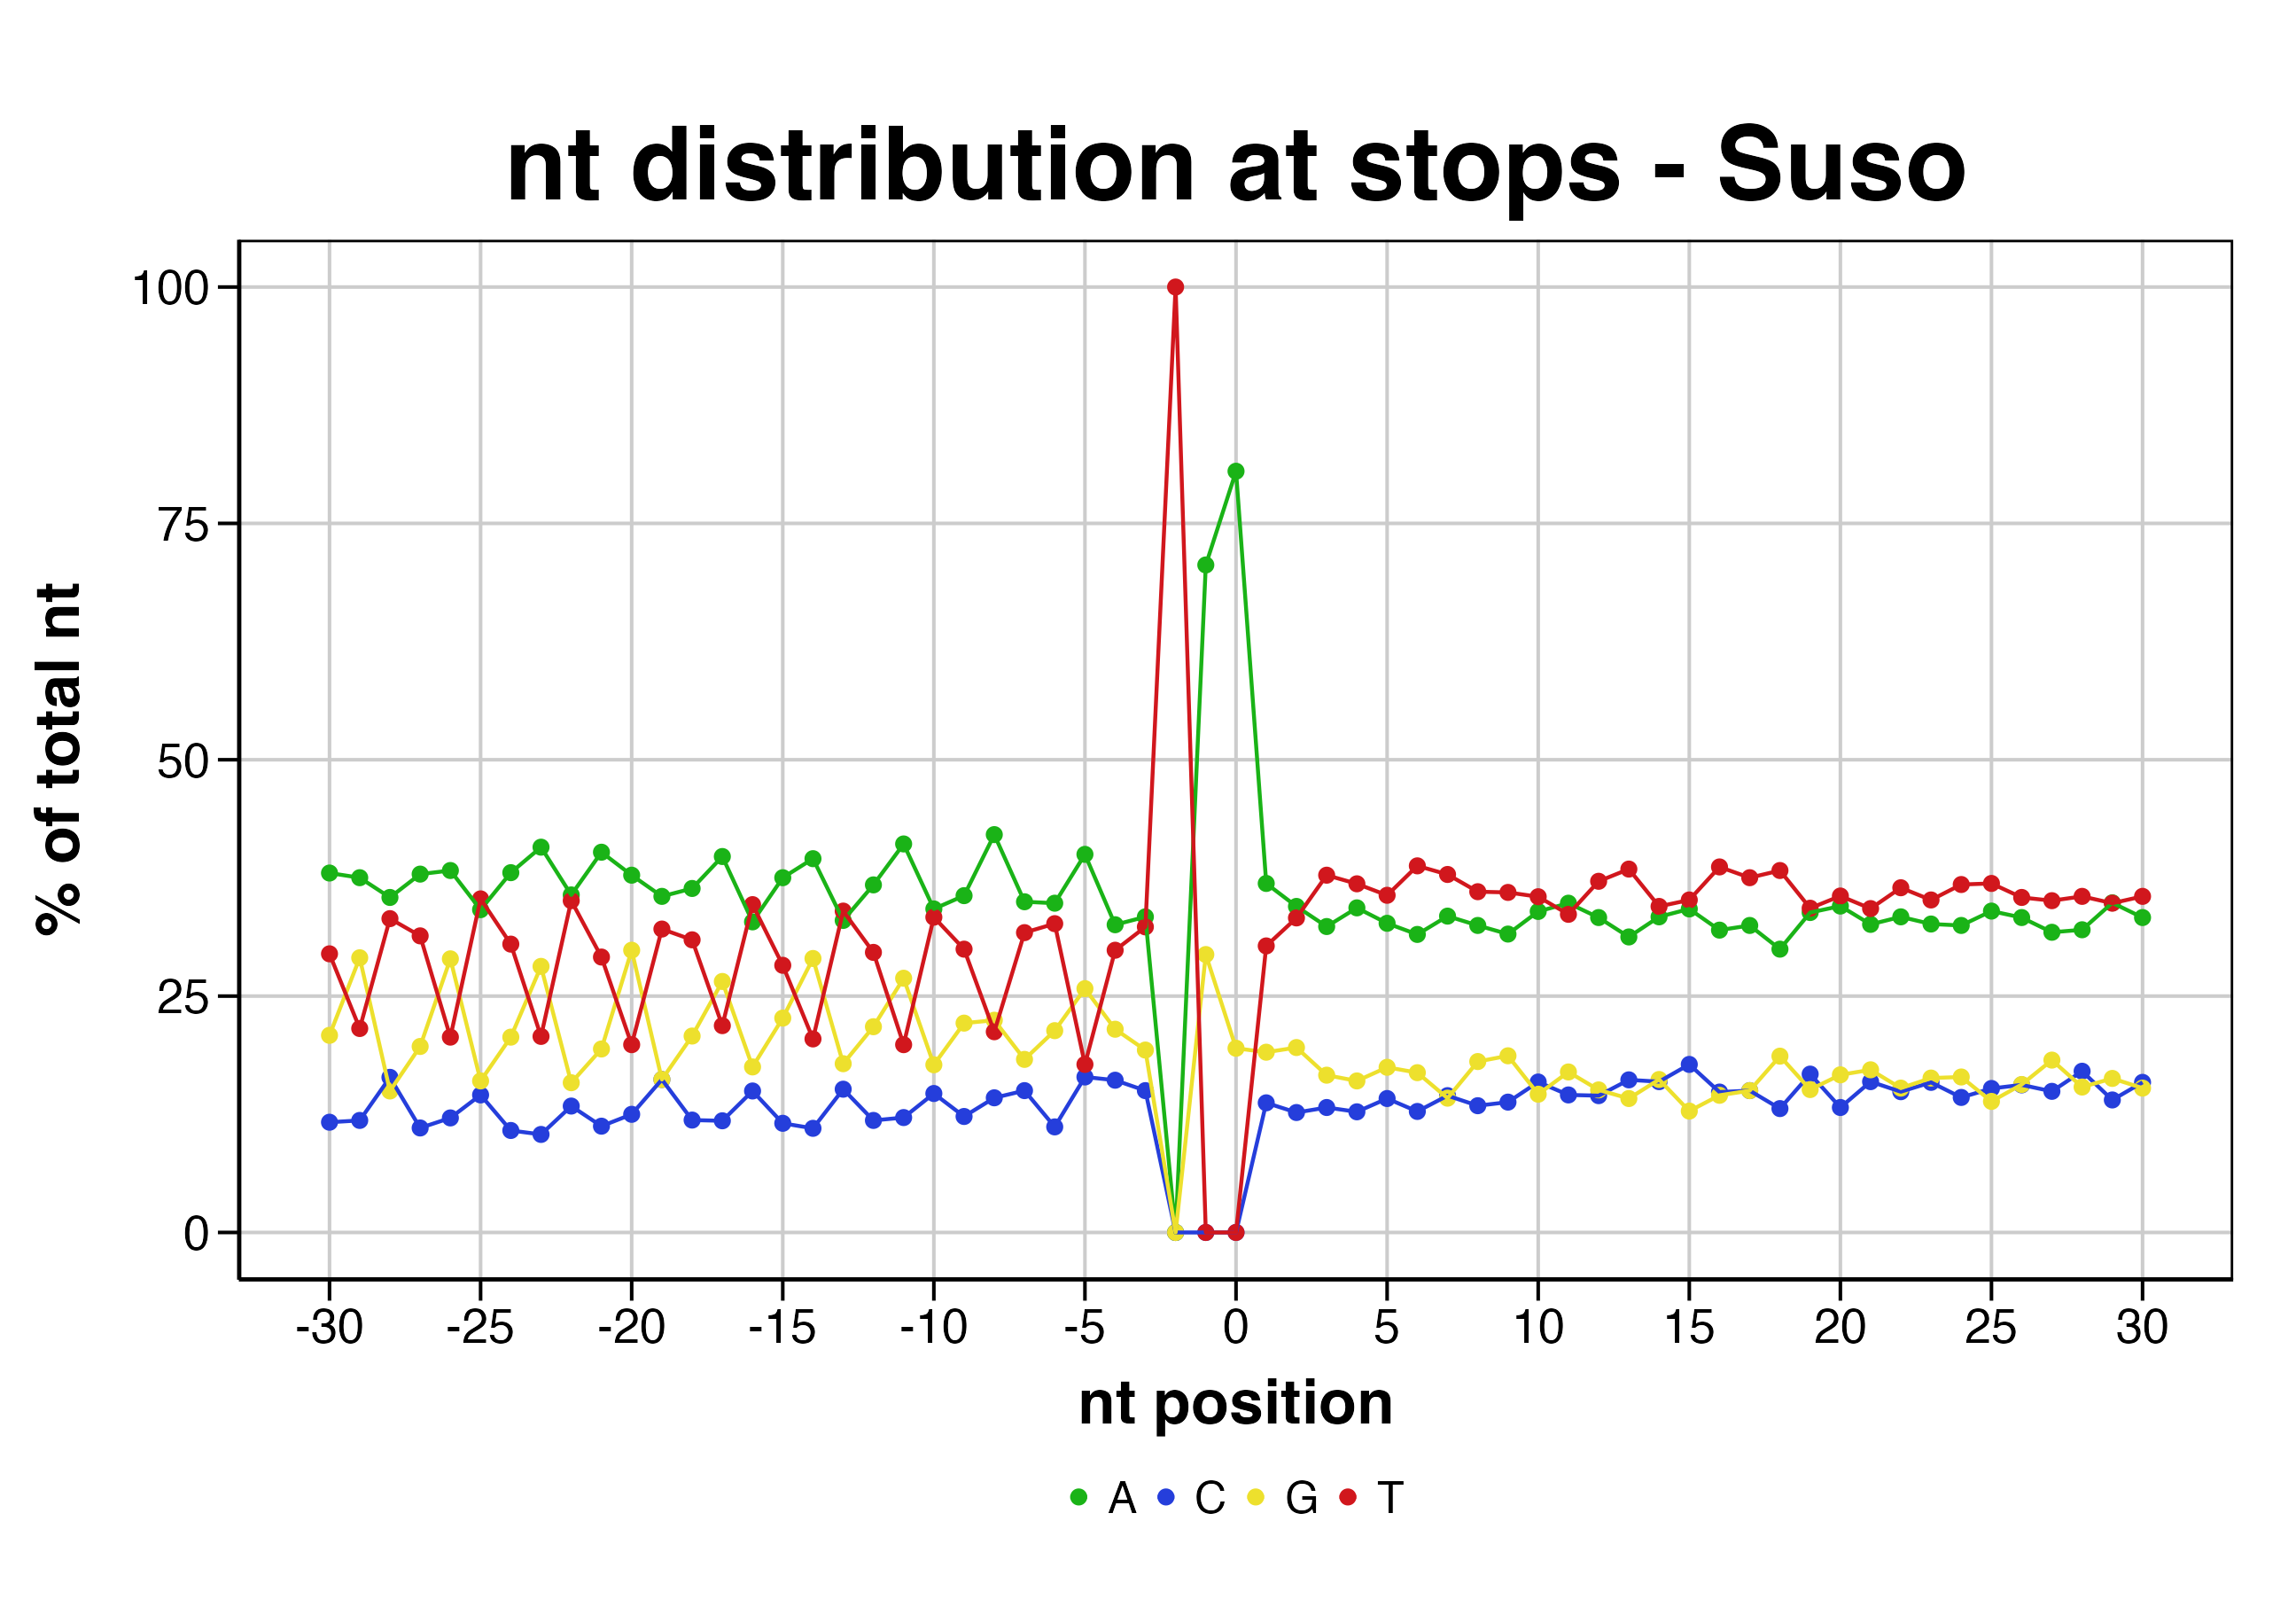 nt distribution at stops - Suso
% of total nt
100
75
50
25
0
-30 -25 -20 -15 -10 -5 0 5 10 15 20 25 30
nt position
A C G T